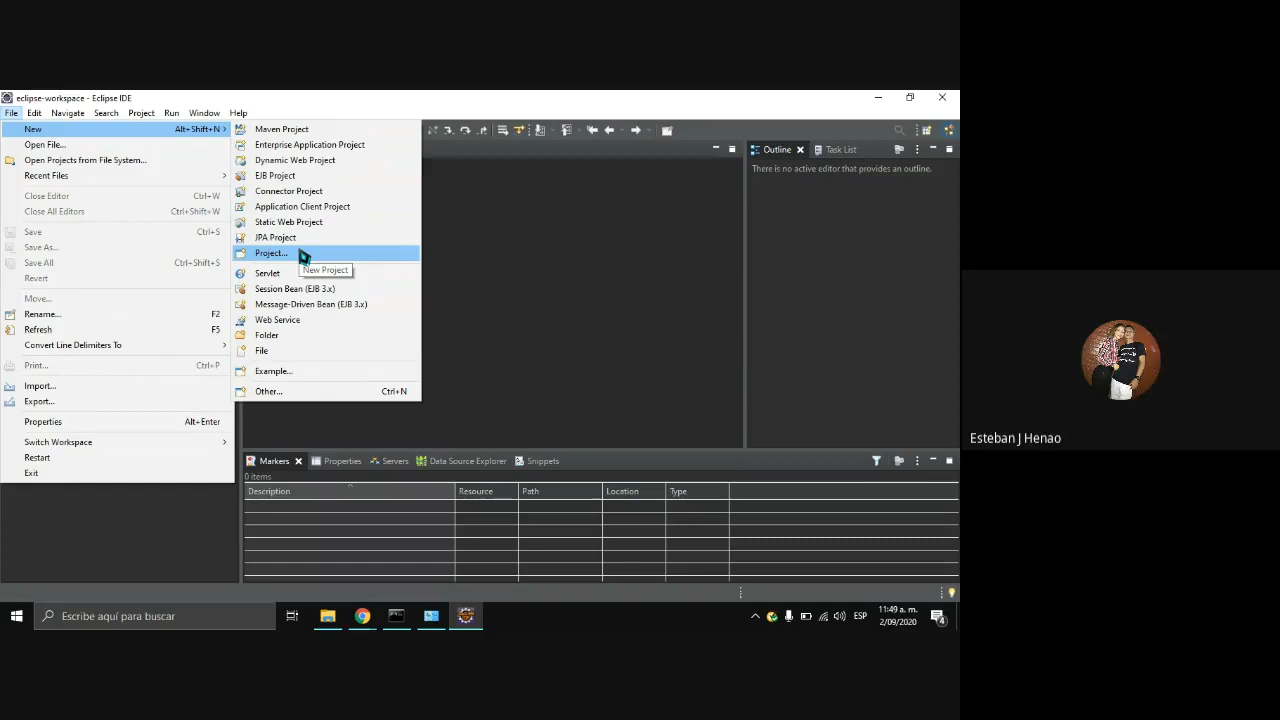 eclipse-workspace - Eclipse IDE
File Edit Navigate Search Project Run Window Help
New Alt+Shift+N
Open File...
Open Projects from File System...
Recent Files
Close Editor Ctrl+W
Close All Editors Ctrl+Shift+W
Save Ctrl+S
Save As...
Save All Ctrl+Shift+S
Revert
Move...
Rename... F2
Refresh F5
Convert Line Delimiters To
Print... Ctrl+P
Import...
Export...
Properties Alt+Enter
Switch Workspace
Restart
Exit
Maven Project
Enterprise Application Project
Dynamic Web Project
EJB Project
Connector Project
Application Client Project
Static Web Project
JPA Project
Project...
New Project
Servlet
Session Bean (EJB 3.x)
Message-Driven Bean (EJB 3.x)
Web Service
Folder
File
Example...
Other... Ctrl+N
Outline Task List
There is no active editor that provides an outline.
Markers Properties Servers Data Source Explorer Snippets
0 items
Description Resource Path Location Type
Escribe aquí para buscar
ESP
11:49 a. m.
2/09/2020
4
Esteban J Henao